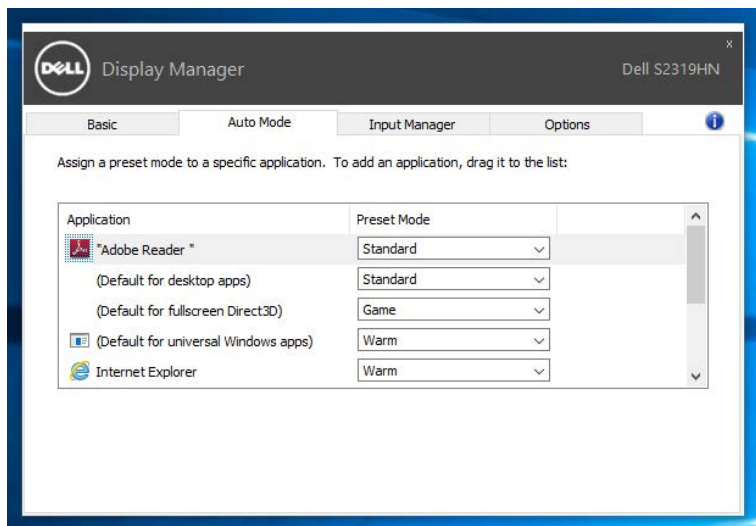 DELL Display Manager
x
Dell S2319HN
Basic Auto Mode Input Manager Options
i
Assign a preset mode to a specific application. To add an application, drag it to the list:
Application Preset Mode
"Adobe Reader " Standard
(Default for desktop apps) Standard
(Default for fullscreen Direct3D) Game
(Default for universal Windows apps) Warm
Internet Explorer Warm